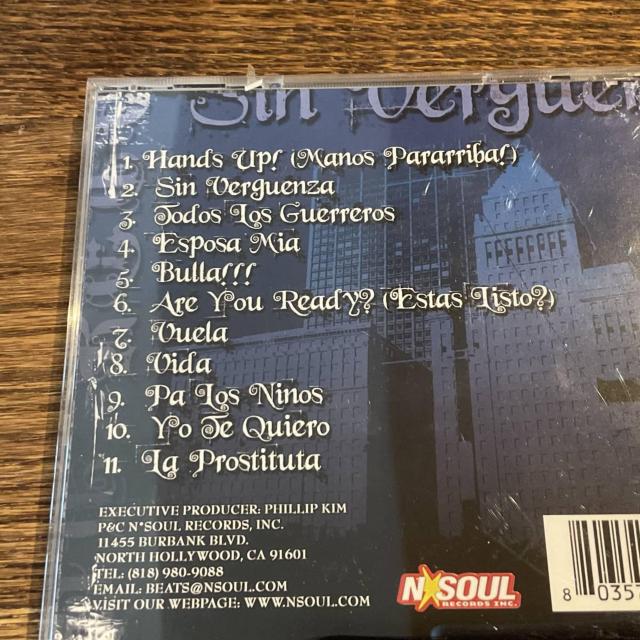 Sin Verguen
1. Hands Up! (Manos Pararriba!)
2. Sin Verguenza
3. Todos Los Guerreros
4. Esposa Mia
5. Bulla!!!
6. Are You Ready? (Estas Listo?)
7. Vuela
8. Vida
9. Pa Los Ninos
10. Yo Te Quiero
11. La Prostituta
EXECUTIVE PRODUCER: PHILLIP KIM
P&C N*SOUL RECORDS, INC.
11455 BURBANK BLVD.
NORTH HOLLYWOOD, CA 91601
TEL: (818) 980-9088
EMAIL: BEATS@NSOUL.COM
VISIT OUR WEBPAGE: WWW.NSOUL.COM
N*SOUL
RECORDS INC.
8 0357